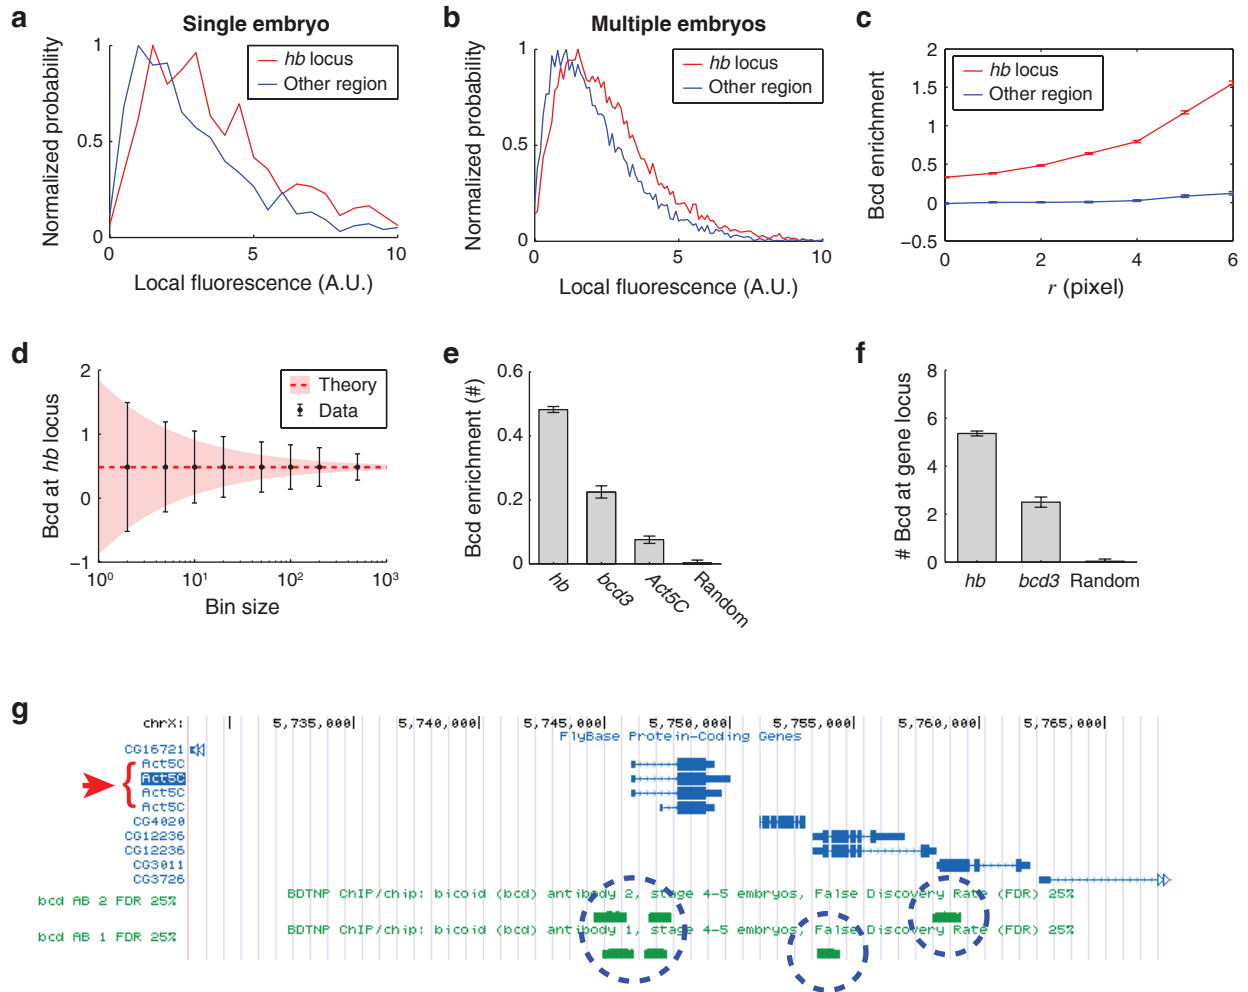 a
Single embryo
Normalized probability
1
0.5
0
0
5
10
Local fluorescence (A.U.)
hb locus
Other region
b
Multiple embryos
Normalized probability
1
0.5
0
0
5
10
Local fluorescence (A.U.)
hb locus
Other region
c
Bcd enrichment
2
1.5
1
0.5
0
−0.5
0
2
4
6
r (pixel)
hb locus
Other region
d
Bcd at hb locus
2
1
0
−1
10⁰
10¹
10²
10³
Bin size
Theory
Data
e
Bcd enrichment (#)
0.6
0.4
0.2
0
hb
bcd3
Act5C
Random
f
# Bcd at gene locus
8
6
4
2
0
hb
bcd3
Random
g
chrX: 5,735,000| 5,740,000| 5,745,000| 5,750,000| 5,755,000| 5,760,000| 5,765,000|
FlyBase Protein-Coding Genes
CG16721
Act5C
Act5C
Act5C
Act5C
CG4020
CG12236
CG12236
CG3011
CG3726
BDTNP ChIP/chip: bicoid (bcd) antibody 2, stage 4-5 embryos, False Discovery Rate (FDR) 25%
bcd AB 2 FDR 25%
BDTNP ChIP/chip: bicoid (bcd) antibody 1, stage 4-5 embryos, False Discovery Rate (FDR) 25%
bcd AB 1 FDR 25%